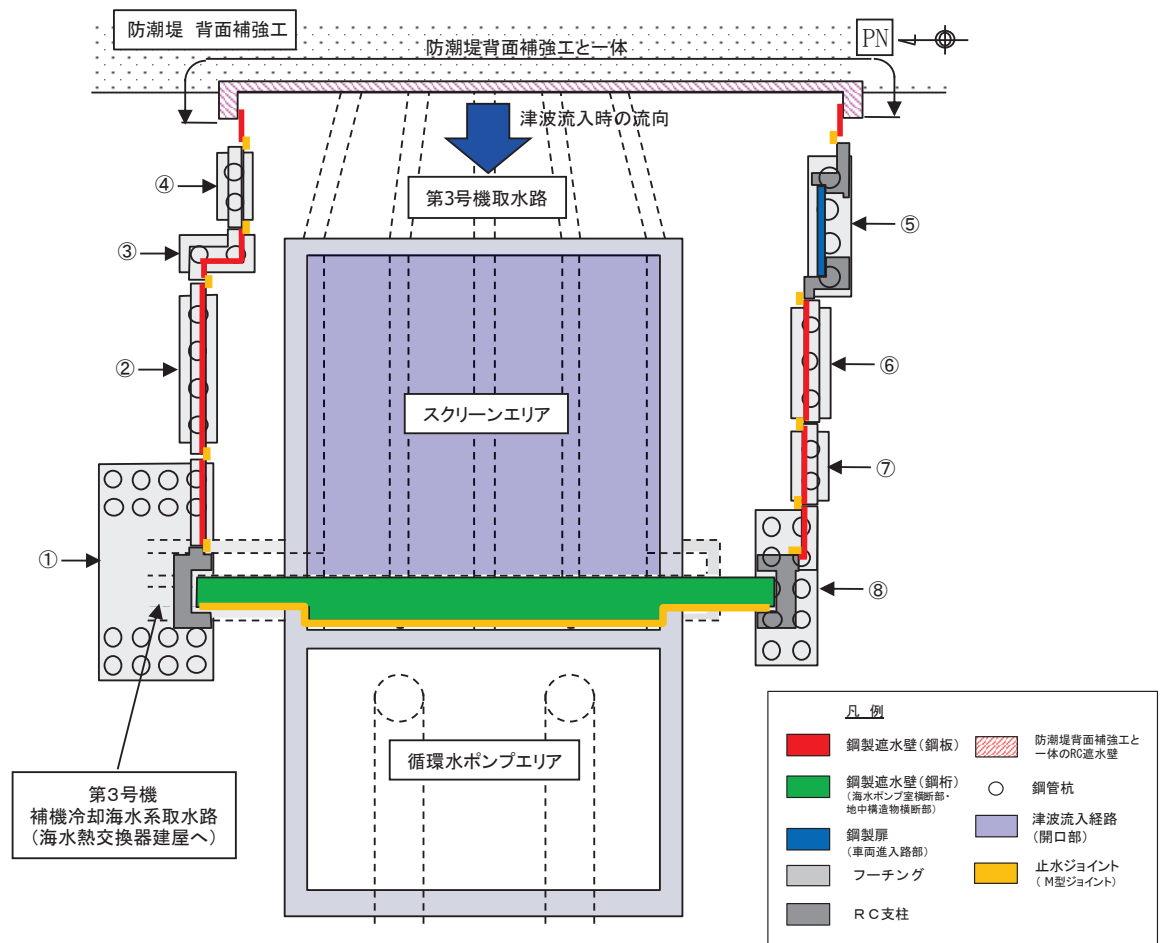 防潮堤 背面補強工
PN
防潮堤背面補強工と一体
津波流入時の流向
④
第3号機取水路
⑤
③
②
⑥
スクリーンエリア
⑦
①
⑧
循環水ポンプエリア
第3号機
補機冷却海水系取水路
(海水熱交換器建屋へ)
凡 例
鋼製遮水壁(鋼板)
鋼製遮水壁(鋼桁)
(海水ポンプ室横断部・
地中構造物横断部)
鋼製扉
(車両進入路部)
フーチング
RC支柱
防潮堤背面補強工と
一体のRC遮水壁
鋼管杭
津波流入経路
(開口部)
止水ジョイント
(M型ジョイント)